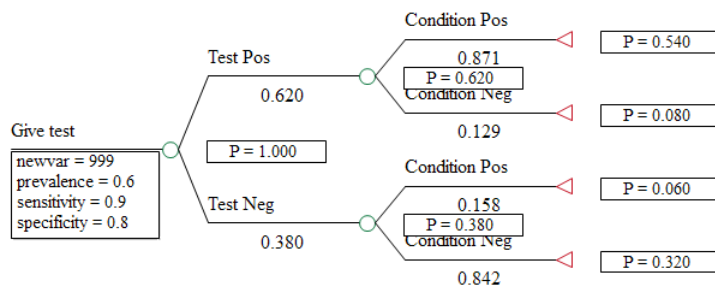 Condition Pos
0.871
P = 0.540
Test Pos
0.620
P = 0.620
Condition Neg
0.129
P = 0.080
Give test
newvar = 999
prevalence = 0.6
sensitivity = 0.9
specificity = 0.8
P = 1.000
Condition Pos
0.158
P = 0.060
Test Neg
0.380
P = 0.380
Condition Neg
0.842
P = 0.320